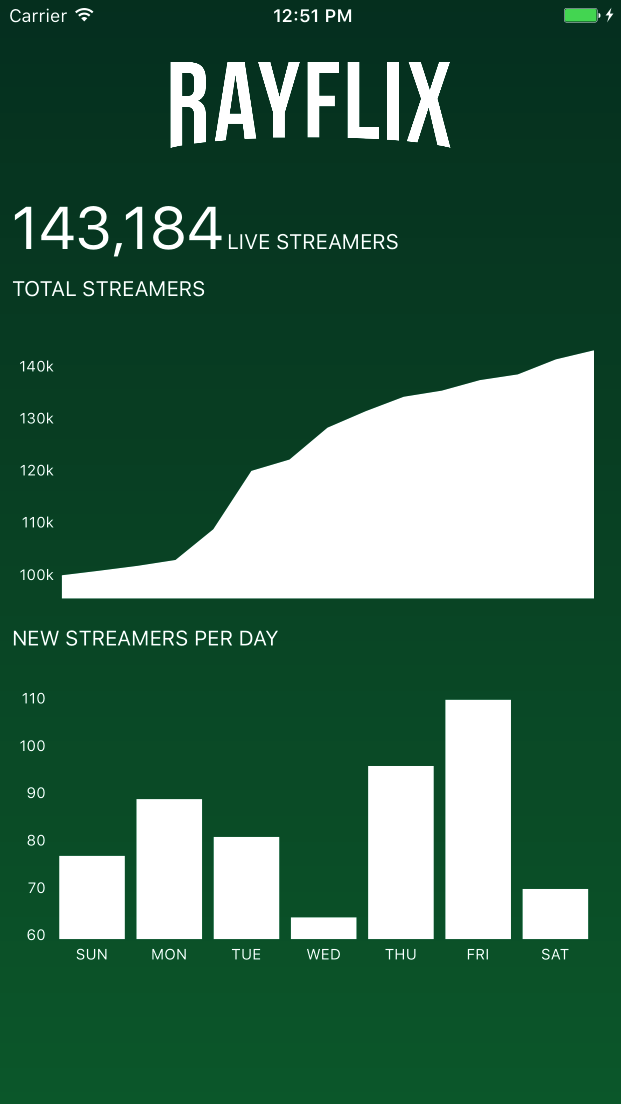 Carrier 12:51 PM
RAYFLIX
143,184 LIVE STREAMERS
TOTAL STREAMERS
140k
130k
120k
110k
100k
NEW STREAMERS PER DAY
110
100
90
80
70
60
SUN MON TUE WED THU FRI SAT